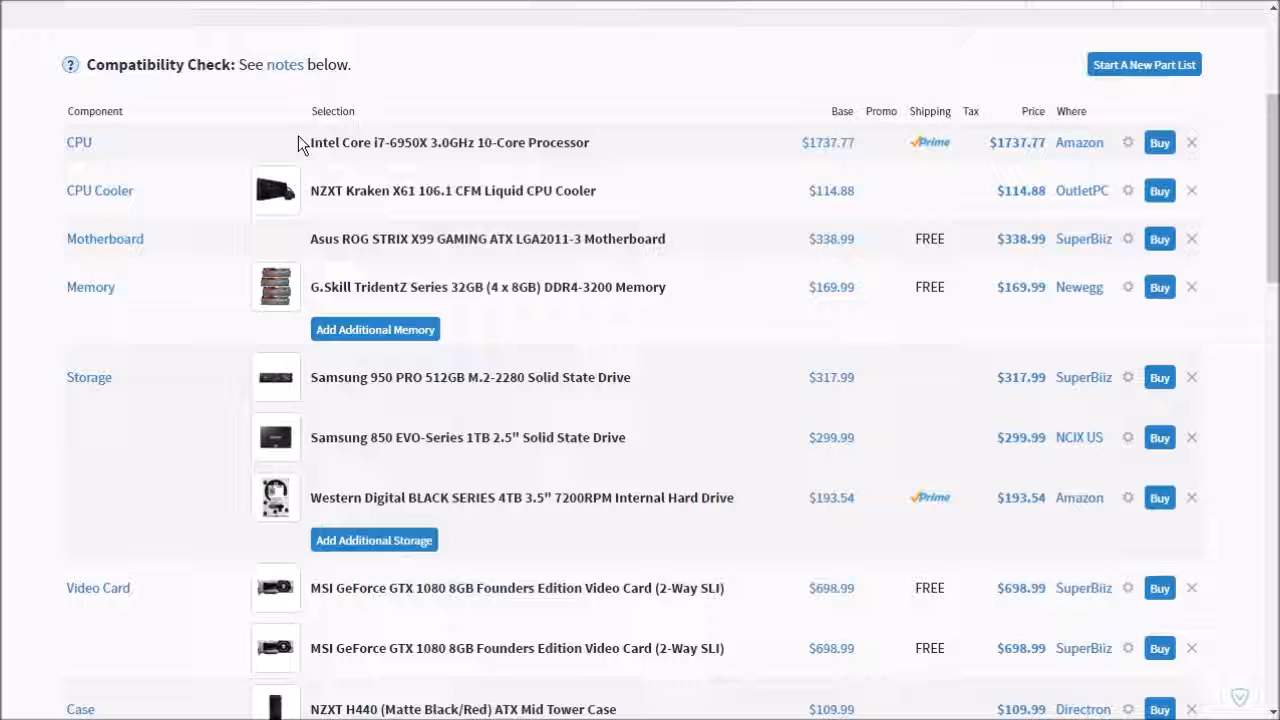 ? Compatibility Check: See notes below.
Start A New Part List
Component Selection Base Promo Shipping Tax Price Where
CPU Intel Core i7-6950X 3.0GHz 10-Core Processor $1737.77 Prime $1737.77 Amazon Buy
CPU Cooler NZXT Kraken X61 106.1 CFM Liquid CPU Cooler $114.88 $114.88 OutletPC Buy
Motherboard Asus ROG STRIX X99 GAMING ATX LGA2011-3 Motherboard $338.99 FREE $338.99 SuperBiiz Buy
Memory G.Skill TridentZ Series 32GB (4 x 8GB) DDR4-3200 Memory $169.99 FREE $169.99 Newegg Buy
Add Additional Memory
Storage Samsung 950 PRO 512GB M.2-2280 Solid State Drive $317.99 $317.99 SuperBiiz Buy
Samsung 850 EVO-Series 1TB 2.5" Solid State Drive $299.99 $299.99 NCIX US Buy
Western Digital BLACK SERIES 4TB 3.5" 7200RPM Internal Hard Drive $193.54 Prime $193.54 Amazon Buy
Add Additional Storage
Video Card MSI GeForce GTX 1080 8GB Founders Edition Video Card (2-Way SLI) $698.99 FREE $698.99 SuperBiiz Buy
MSI GeForce GTX 1080 8GB Founders Edition Video Card (2-Way SLI) $698.99 FREE $698.99 SuperBiiz Buy
Case NZXT H440 (Matte Black/Red) ATX Mid Tower Case $109.99 $109.99 Directron Buy